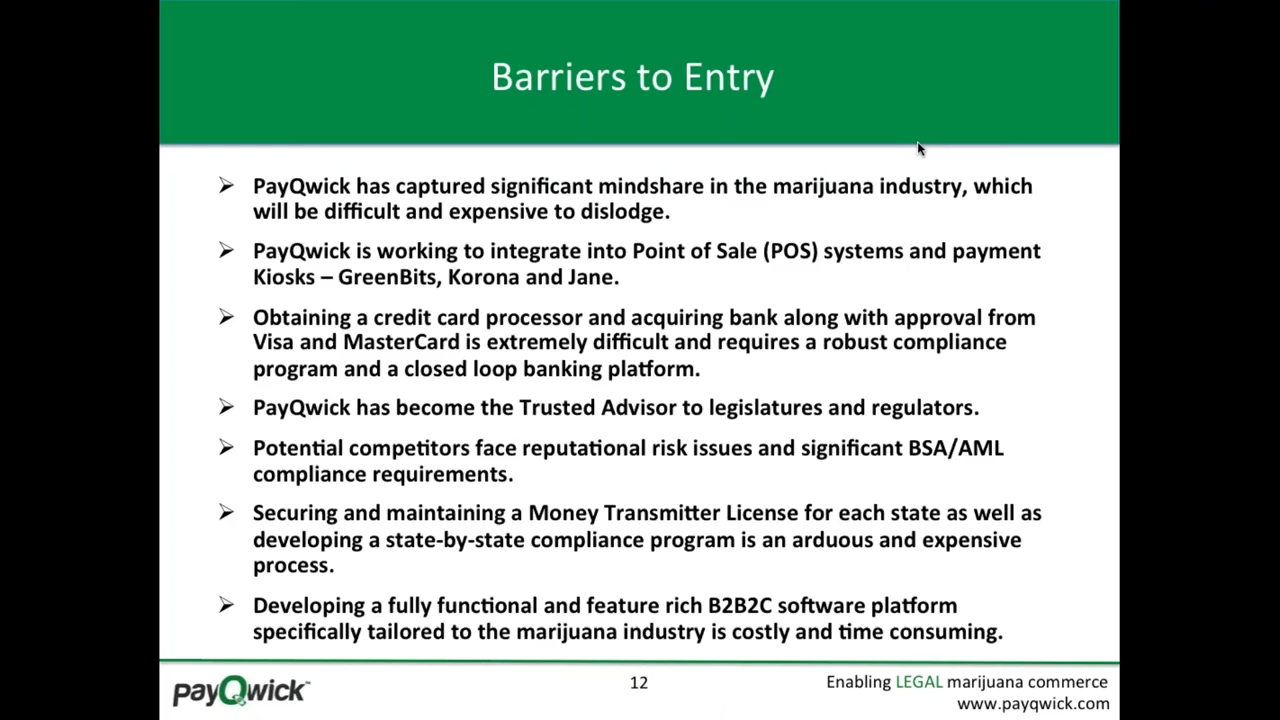 Barriers to Entry
PayQwick has captured significant mindshare in the marijuana industry, which
will be difficult and expensive to dislodge.
PayQwick is working to integrate into Point of Sale (POS) systems and payment
Kiosks – GreenBits, Korona and Jane.
Obtaining a credit card processor and acquiring bank along with approval from
Visa and MasterCard is extremely difficult and requires a robust compliance
program and a closed loop banking platform.
PayQwick has become the Trusted Advisor to legislatures and regulators.
Potential competitors face reputational risk issues and significant BSA/AML
compliance requirements.
Securing and maintaining a Money Transmitter License for each state as well as
developing a state-by-state compliance program is an arduous and expensive
process.
Developing a fully functional and feature rich B2B2C software platform
specifically tailored to the marijuana industry is costly and time consuming.
payQwick™
12
Enabling LEGAL marijuana commerce
www.payqwick.com